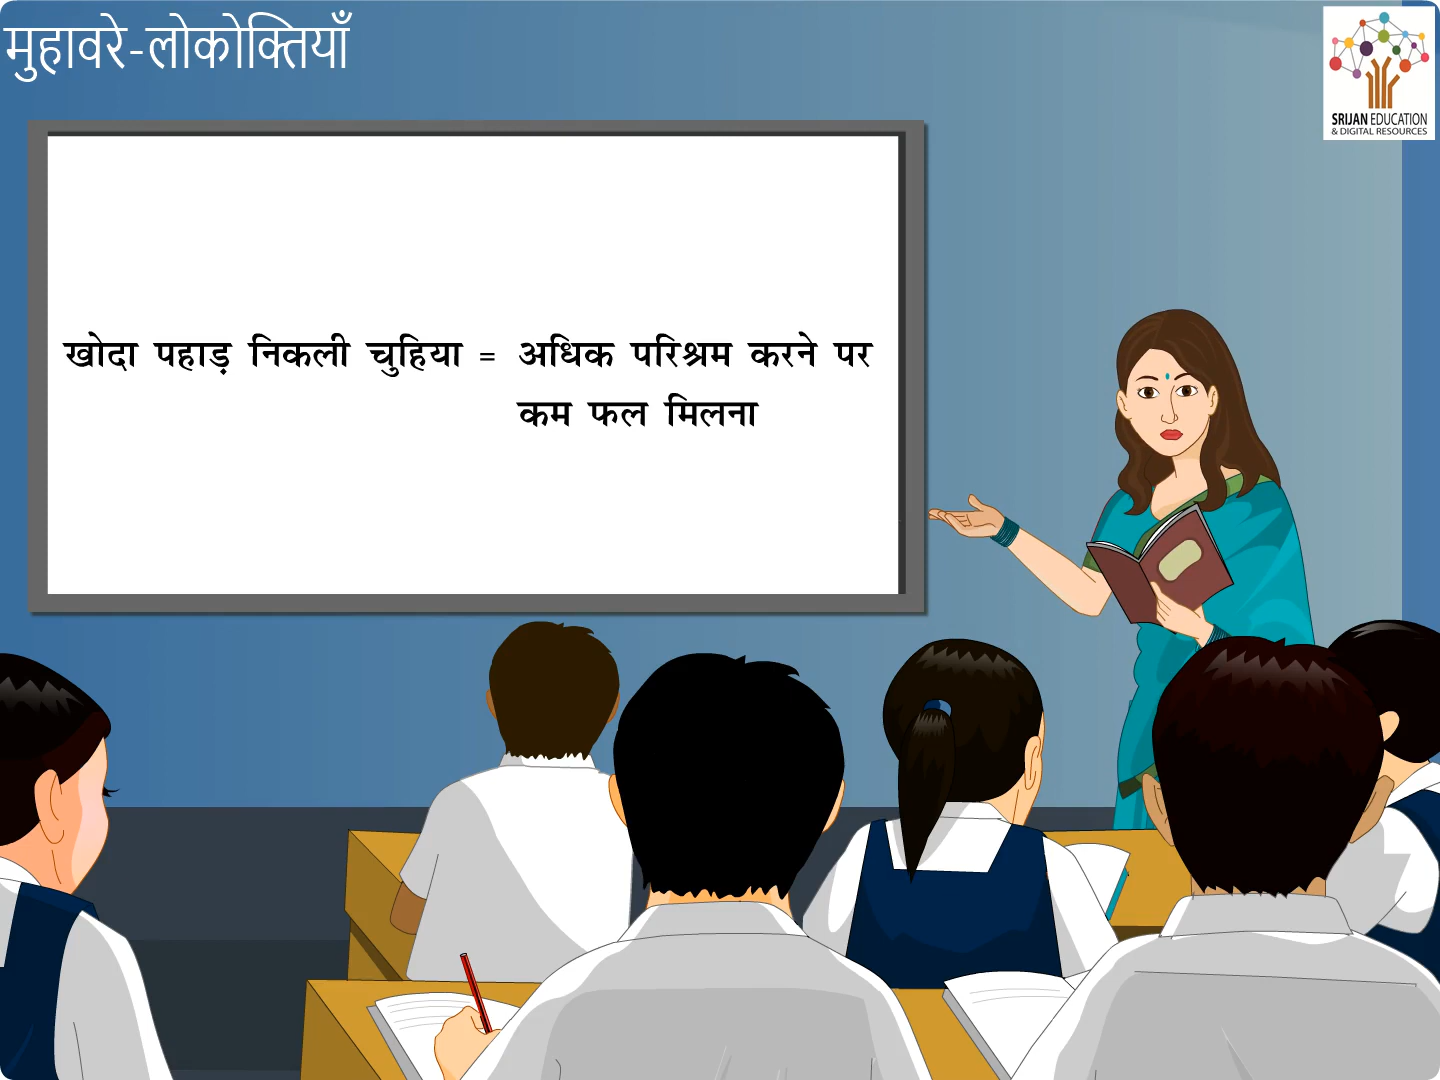 मुहावरे-लोकोक्तियाँ
SRIJAN EDUCATION
& DIGITAL RESOURCES
खोदा पहाड़ निकली चुहिया = अधिक परिश्रम करने पर
कम फल मिलना